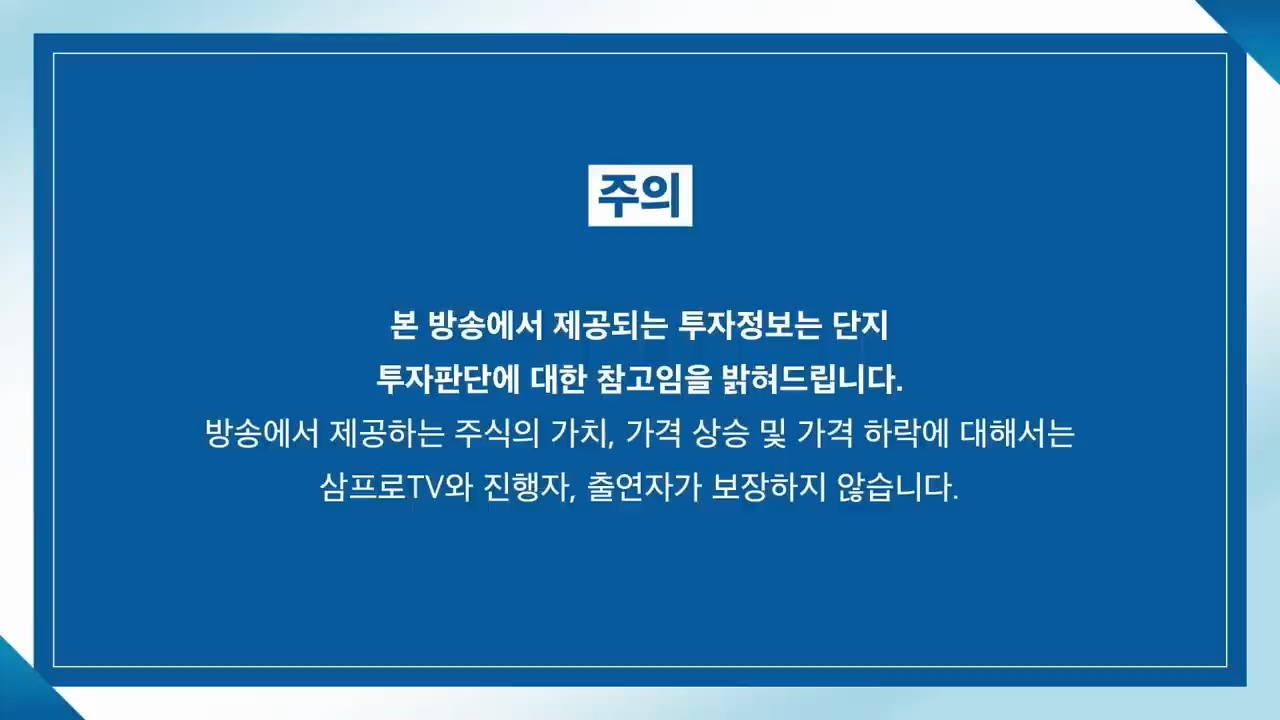 주의
본 방송에서 제공되는 투자정보는 단지
투자판단에 대한 참고임을 밝혀드립니다.
방송에서 제공하는 주식의 가치, 가격 상승 및 가격 하락에 대해서는
삼프로TV와 진행자, 출연자가 보장하지 않습니다.